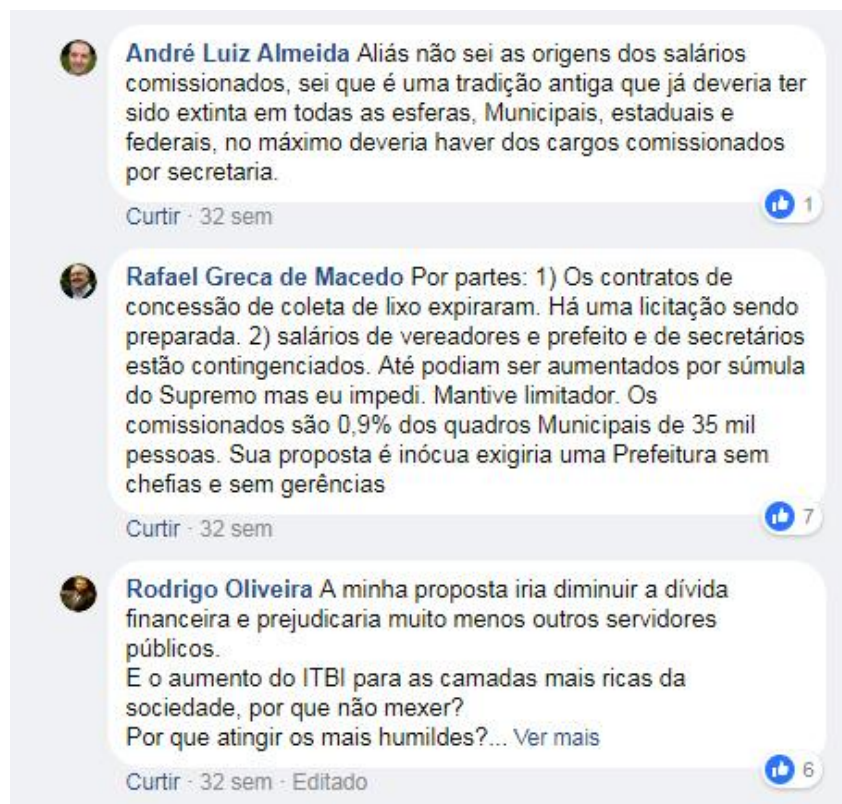 André Luiz Almeida Aliás não sei as origens dos salários
comissionados, sei que é uma tradição antiga que já deveria ter
sido extinta em todas as esferas, Municipais, estaduais e
federais, no máximo deveria haver dos cargos comissionados
por secretaria.
1
Curtir · 32 sem
Rafael Greca de Macedo Por partes: 1) Os contratos de
concessão de coleta de lixo expiraram. Há uma licitação sendo
preparada. 2) salários de vereadores e prefeito e de secretários
estão contingenciados. Até podiam ser aumentados por súmula
do Supremo mas eu impedi. Mantive limitador. Os
comissionados são 0,9% dos quadros Municipais de 35 mil
pessoas. Sua proposta é inócua exigiria uma Prefeitura sem
chefias e sem gerências
7
Curtir · 32 sem
Rodrigo Oliveira A minha proposta iria diminuir a dívida
financeira e prejudicaria muito menos outros servidores
públicos.
E o aumento do ITBI para as camadas mais ricas da
sociedade, por que não mexer?
Por que atingir os mais humildes?... Ver mais
6
Curtir · 32 sem · Editado